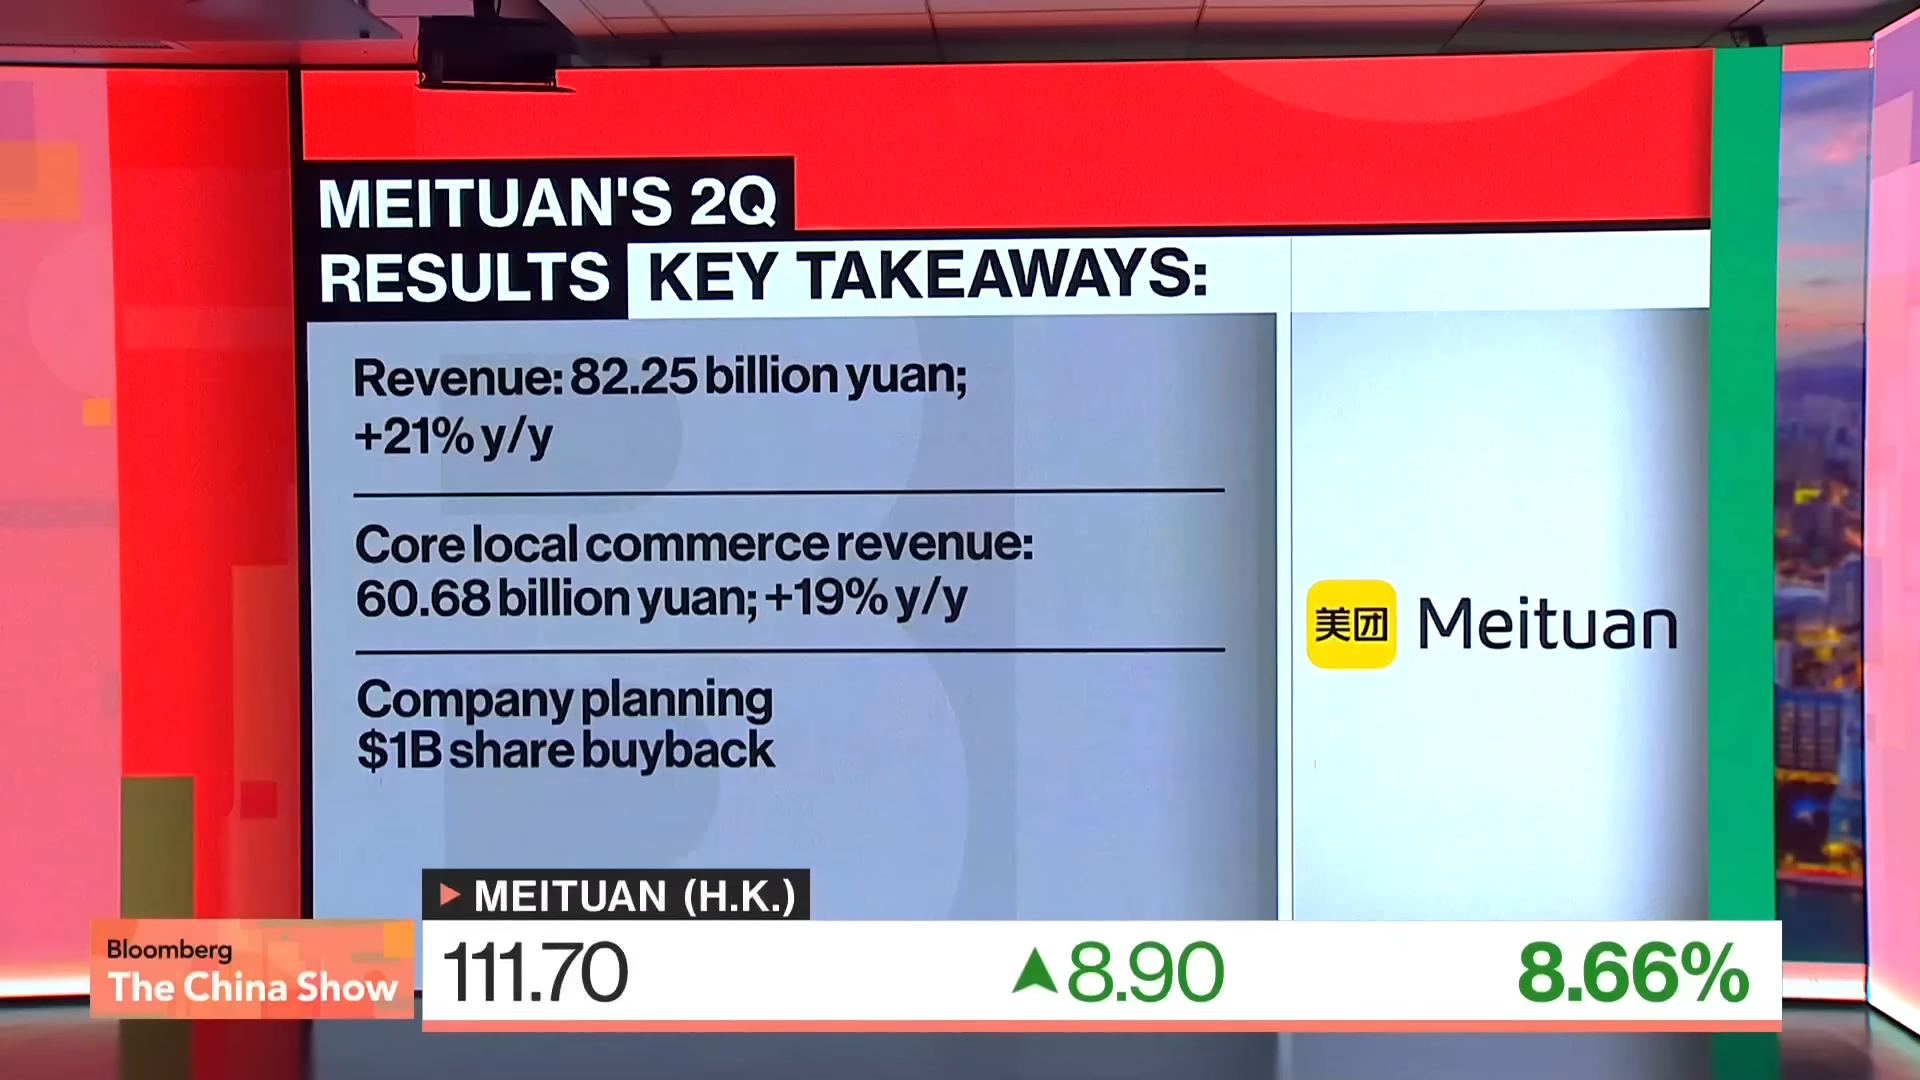 MEITUAN'S 2Q
RESULTS KEY TAKEAWAYS:
Revenue: 82.25 billion yuan;
+21% y/y
Core local commerce revenue:
60.68 billion yuan; +19% y/y
Company planning
$1B share buyback
美团 Meituan
MEITUAN (H.K.)
111.70 8.90 8.66%
Bloomberg
The China Show